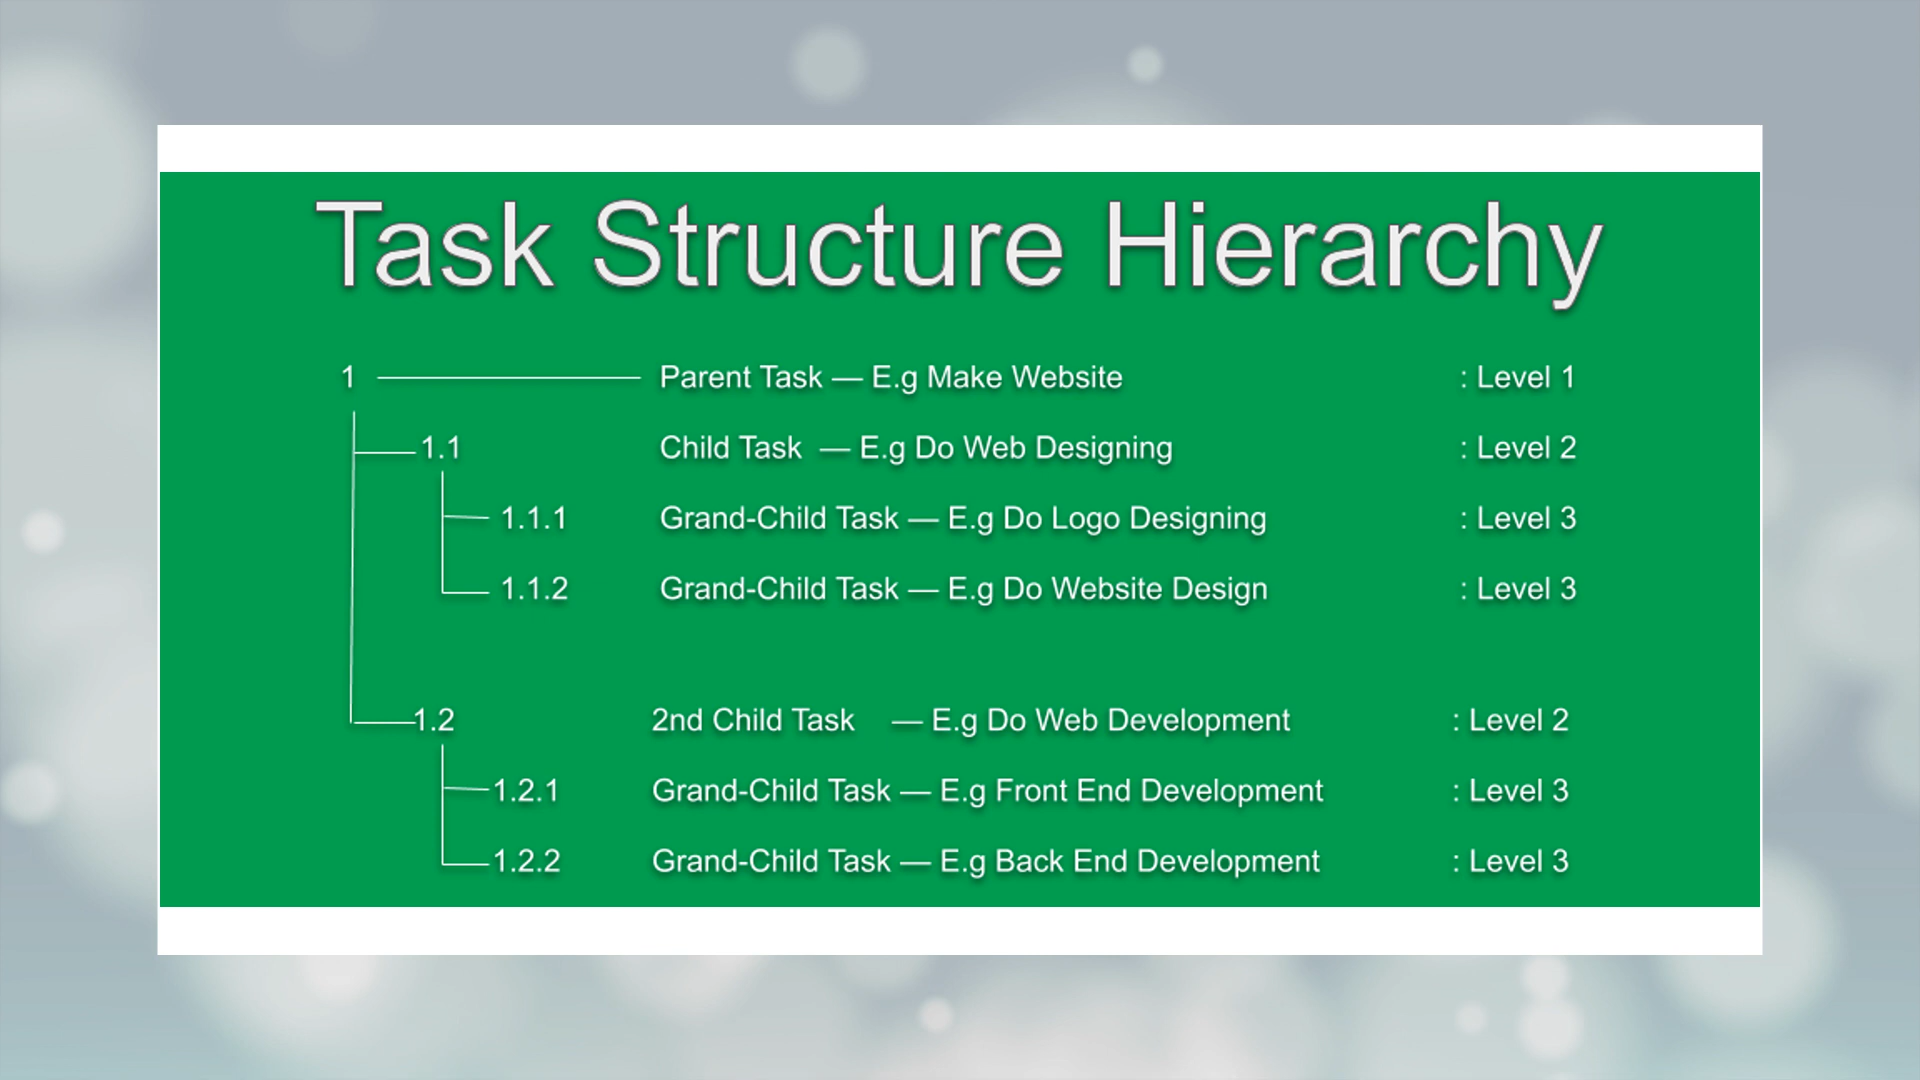 Task Structure Hierarchy
1 Parent Task — E.g Make Website : Level 1
1.1 Child Task — E.g Do Web Designing : Level 2
1.1.1 Grand-Child Task — E.g Do Logo Designing : Level 3
1.1.2 Grand-Child Task — E.g Do Website Design : Level 3
1.2 2nd Child Task — E.g Do Web Development : Level 2
1.2.1 Grand-Child Task — E.g Front End Development : Level 3
1.2.2 Grand-Child Task — E.g Back End Development : Level 3